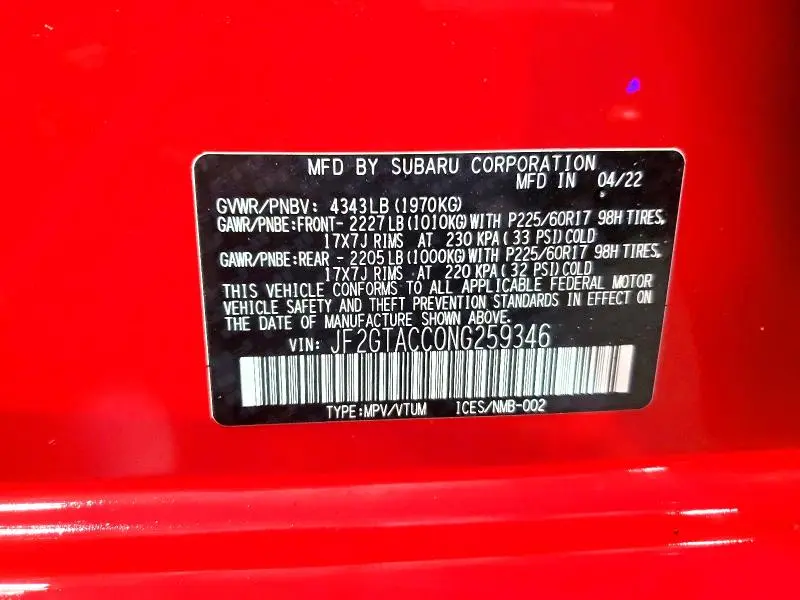 MFD BY SUBARU CORPORATION
MFD IN 04/22
GVWR/PNBV: 4343LB (1970KG)
GAWR/PNBE:FRONT- 2227LB (1010KG) WITH P225/60R17 98H TIRES,
17X7J RIMS AT 230 KPA (33 PSI) COLD
GAWR/PNBE:REAR - 2205LB (1000KG) WITH P225/60R17 98H TIRES,
17X7J RIMS AT 220 KPA (32 PSI) COLD
THIS VEHICLE CONFORMS TO ALL APPLICABLE FEDERAL MOTOR
VEHICLE SAFETY AND THEFT PREVENTION STANDARDS IN EFFECT ON
THE DATE OF MANUFACTURE SHOWN ABOVE.
VIN: JF2GTACC0NG259346
TYPE:MPV/VTUM ICES/NMB-002